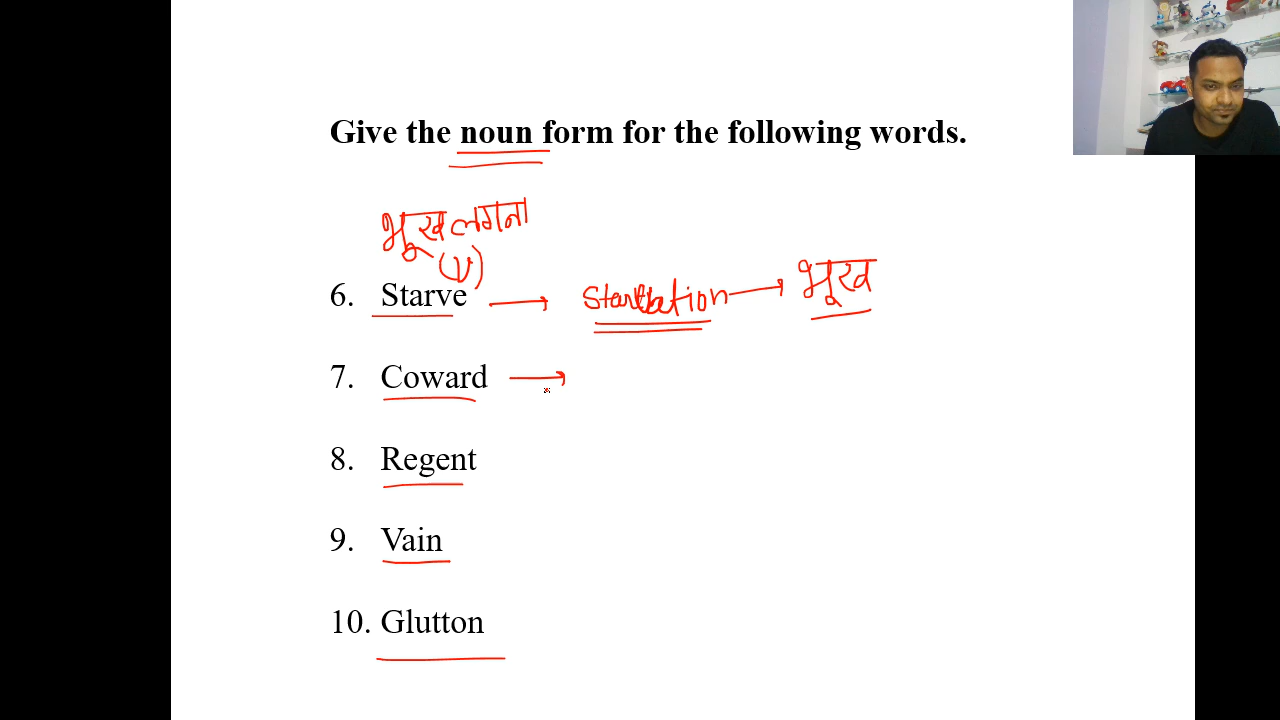 Give the noun form for the following words.
भूख लगना
(V)
6. Starve → Starvation → भूख
7. Coward →
8. Regent
9. Vain
10. Glutton